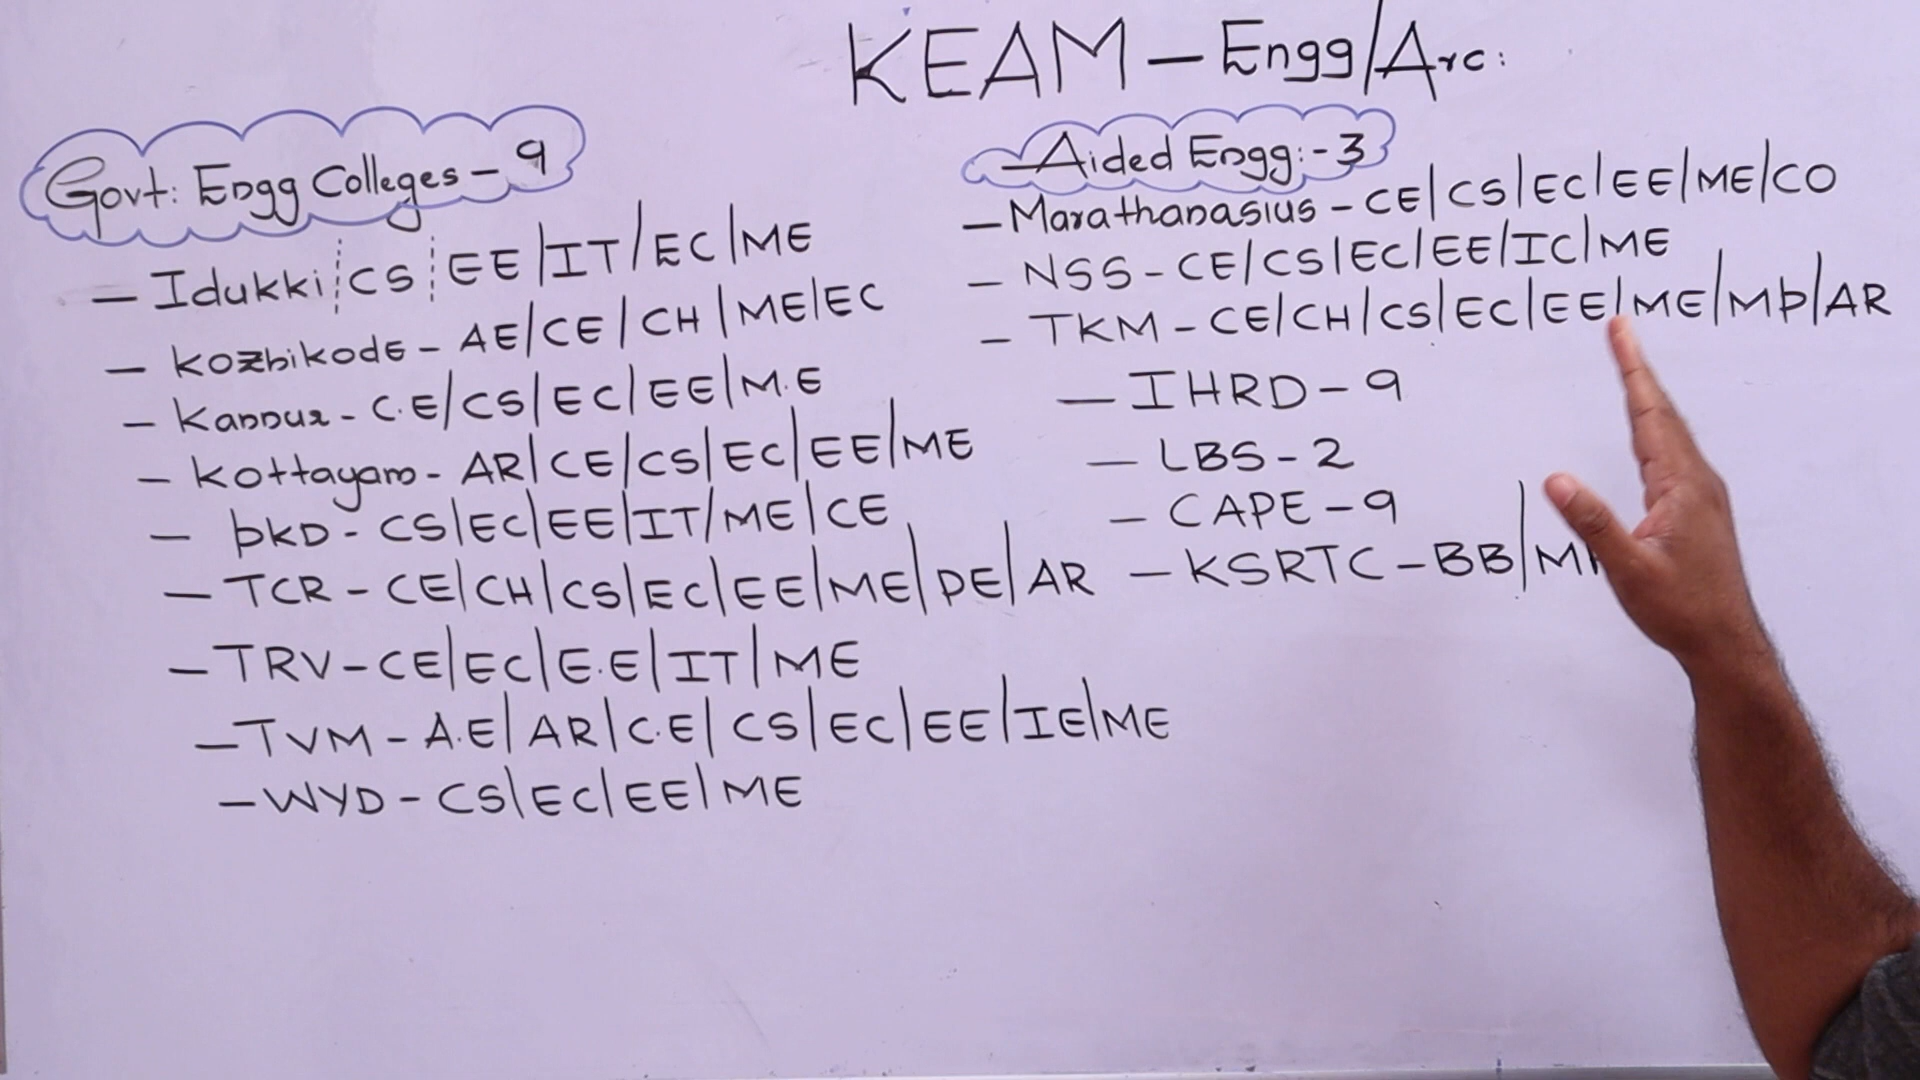 KEAM - Engg/Arc:
Govt: Engg Colleges - 9
- Idukki | CS | EE | IT / EC | ME
- Kozhikode - AE / CE / CH | ME | EC
- Kannur - C.E / CS | EC | EE | M.E
- Kottayam - AR | CE / CS | EC | EE | ME
- PKD - CS | EC | EE | IT / ME | CE
- TCR - CE | CH | CS | EC | EE | ME | PE | AR
- TRV - CE | EC | E.E | IT | ME
- TVM - A.E | AR | C.E | CS | EC | EE | IE | ME
- WYD - CS | EC | EE | ME
Aided Engg: - 3
- Marathanasius - CE | CS | EC | EE | ME | CO
- NSS - CE / CS | EC | EE | IC | ME
- TKM - CE | CH | CS | EC | EE | ME | MP | AR
- IHRD - 9
- LBS - 2
- CAPE - 9
- KSRTC - BB |